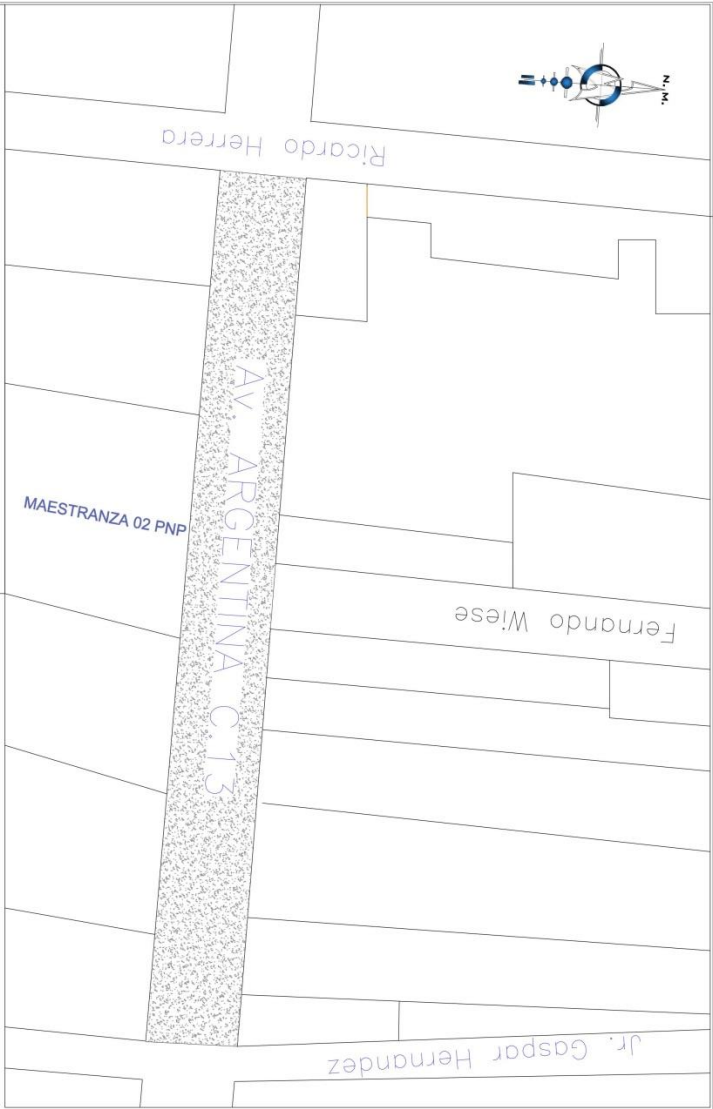 N. M.
Ricardo Herrera
Av. ARGENTINA C.13
MAESTRANZA 02 PNP
Fernando Wiese
Jr. Gaspar Hernandez